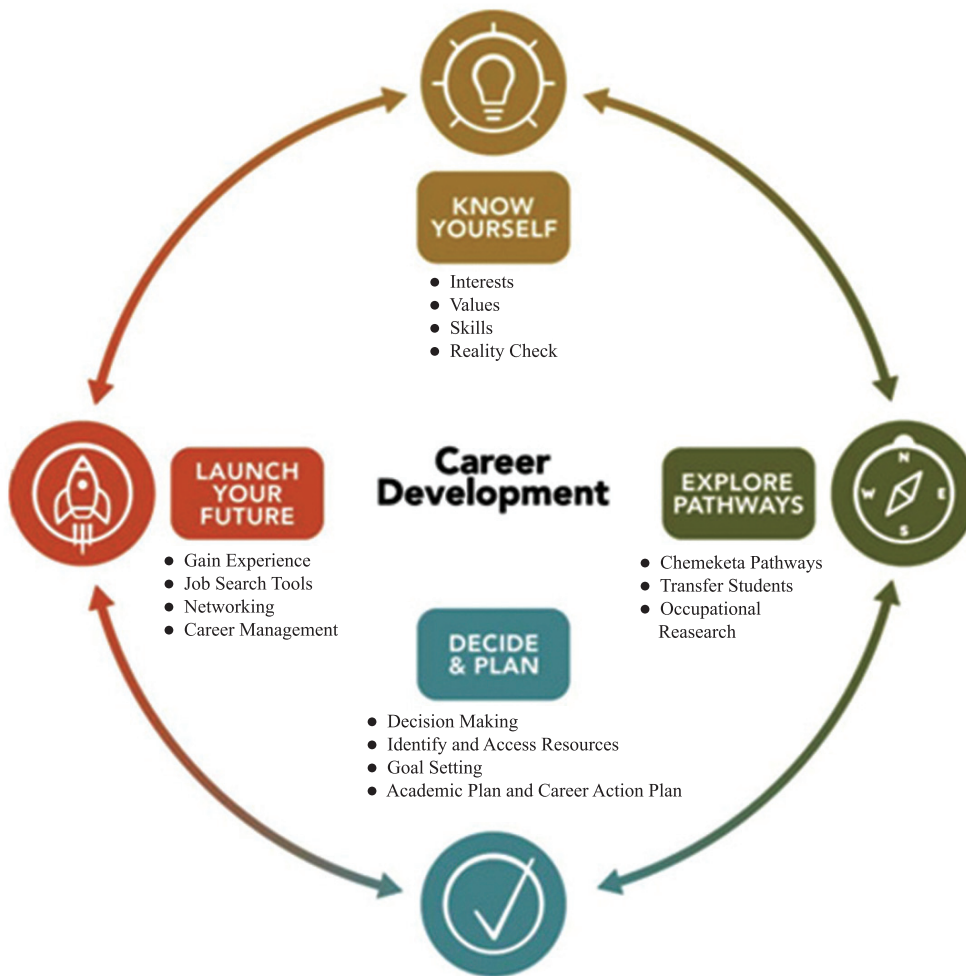 KNOW
YOURSELF
● Interests
● Values
● Skills
● Reality Check
LAUNCH
YOUR
FUTURE
● Gain Experience
● Job Search Tools
● Networking
● Career Management
Career
Development
EXPLORE
PATHWAYS
N
W E
S
● Chemeketa Pathways
● Transfer Students
● Occupational
Reasearch
DECIDE
& PLAN
● Decision Making
● Identify and Access Resources
● Goal Setting
● Academic Plan and Career Action Plan